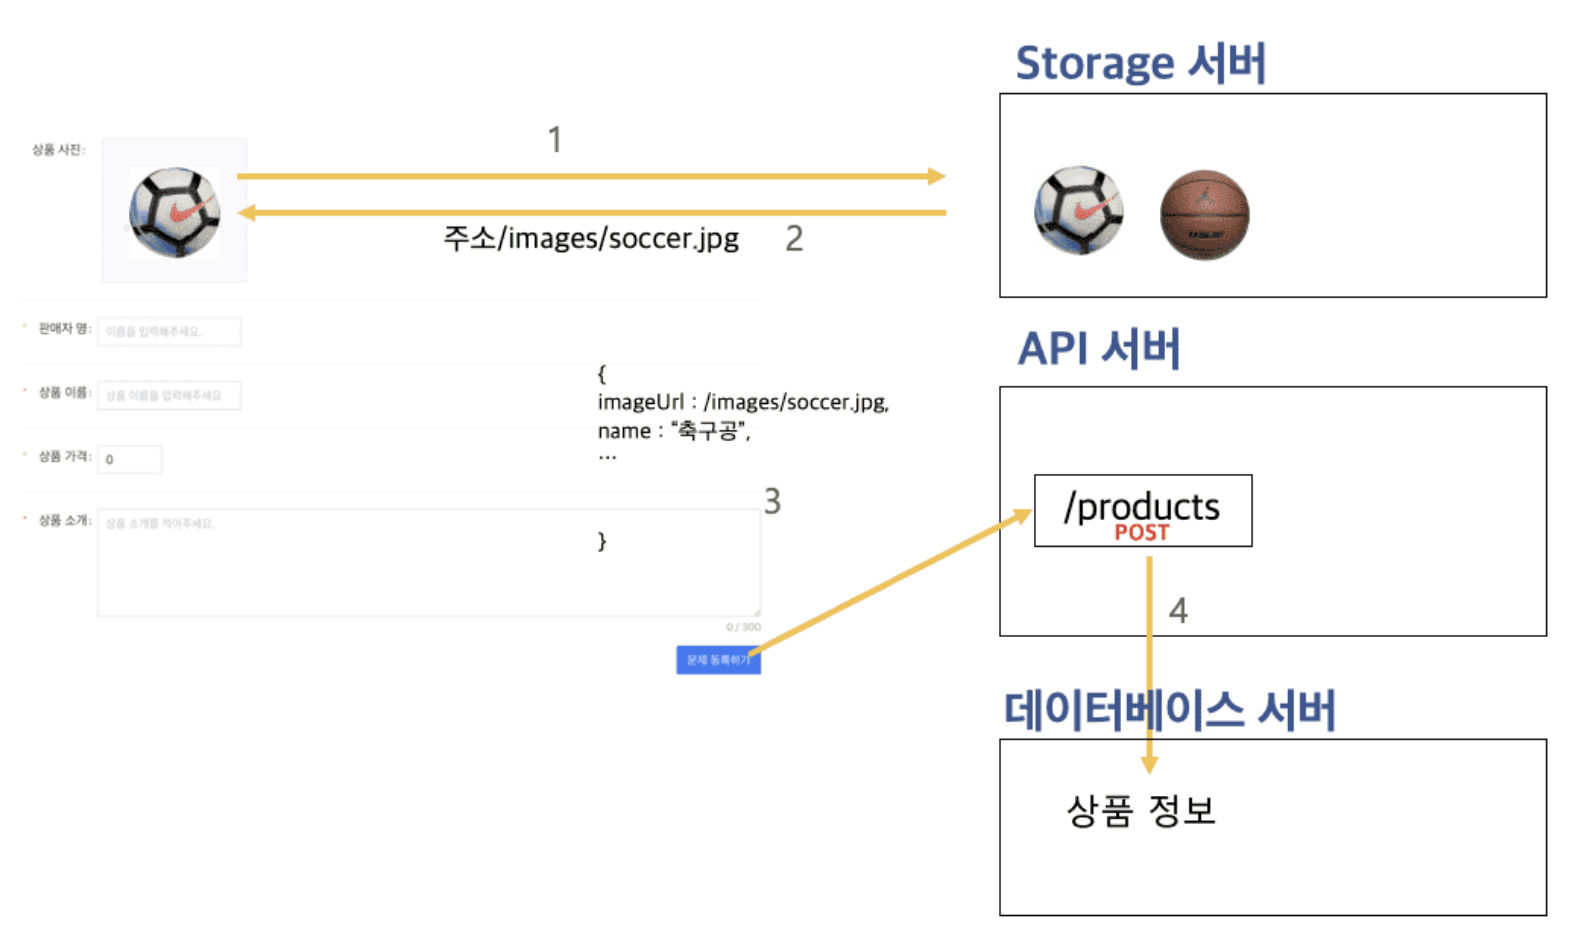 Storage 서버
1
상품 사진:
주소/images/soccer.jpg
2
API 서버
* 판매자 명:
이름을 입력해주세요.
* 상품 이름:
상품 이름을 입력해주세요
{
imageUrl : /images/soccer.jpg,
name : “축구공”,
...
}
* 상품 가격:
0
3
* 상품 소개:
상품 소개를 적어주세요.
/products
POST
4
0 / 300
문제 등록하기
데이터베이스 서버
상품 정보